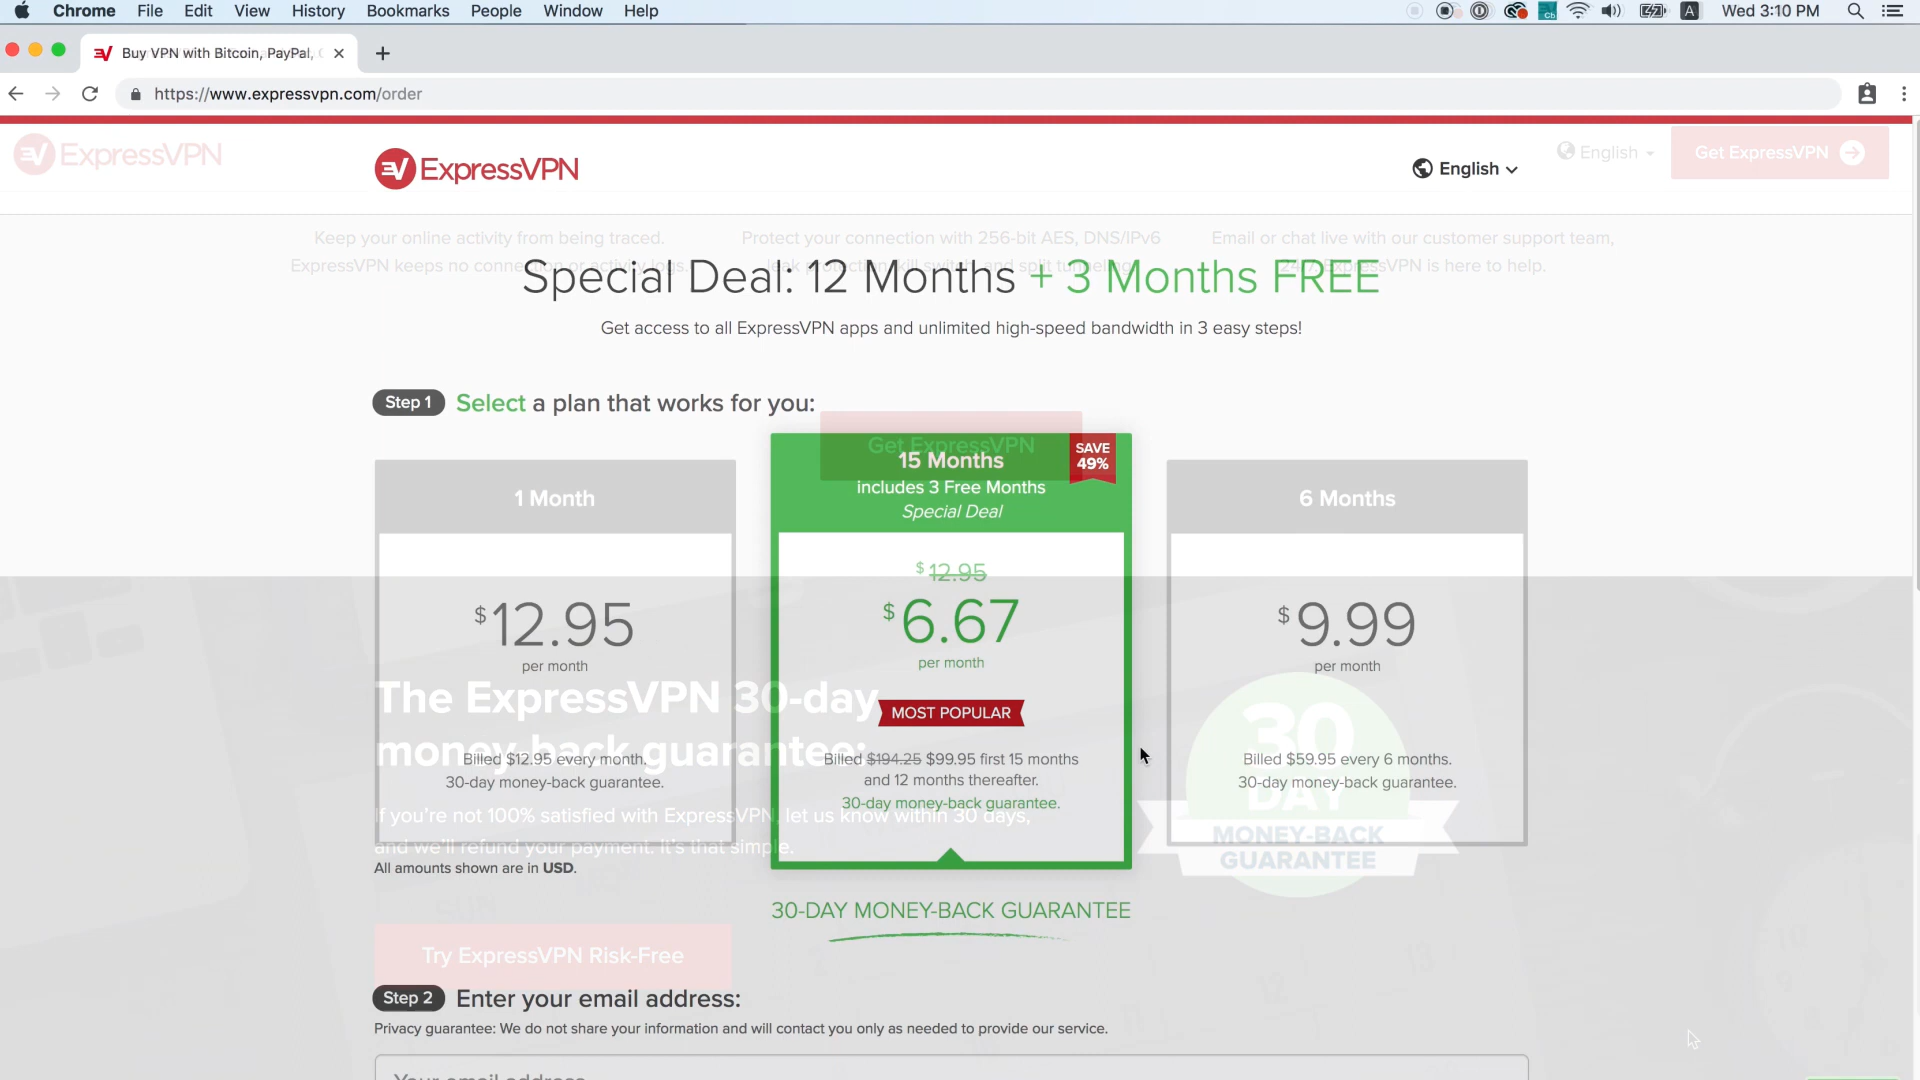 Chrome File Edit View History Bookmarks People Window Help
Wed 3:10 PM
Buy VPN with Bitcoin, PayPal,
https://www.expressvpn.com/order
ExpressVPN
ExpressVPN
English
English
Get ExpressVPN
Keep your online activity from being traced.
ExpressVPN keeps no connection or activity logs.
Protect your connection with 256-bit AES, DNS/IPv6
leak protection, kill switch, and split tunneling.
Email or chat live with our customer support team,
24/7. ExpressVPN is here to help.
Special Deal: 12 Months + 3 Months FREE
Get access to all ExpressVPN apps and unlimited high-speed bandwidth in 3 easy steps!
Step 1 Select a plan that works for you:
Get ExpressVPN
1 Month
$12.95
per month
Billed $12.95 every month.
30-day money-back guarantee.
15 Months
includes 3 Free Months
Special Deal
SAVE
49%
$12.95
$6.67
per month
MOST POPULAR
Billed $194.25 $99.95 first 15 months
and 12 months thereafter.
30-day money-back guarantee.
6 Months
$9.99
per month
Billed $59.95 every 6 months.
30-day money-back guarantee.
The ExpressVPN 30-day
money-back guarantee:
If you're not 100% satisfied with ExpressVPN, let us know within 30 days,
and we'll refund your payment. It's that simple.
30
DAY
MONEY-BACK
GUARANTEE
All amounts shown are in USD.
30-DAY MONEY-BACK GUARANTEE
Try ExpressVPN Risk-Free
Step 2 Enter your email address:
Privacy guarantee: We do not share your information and will contact you only as needed to provide our service.
Your email address